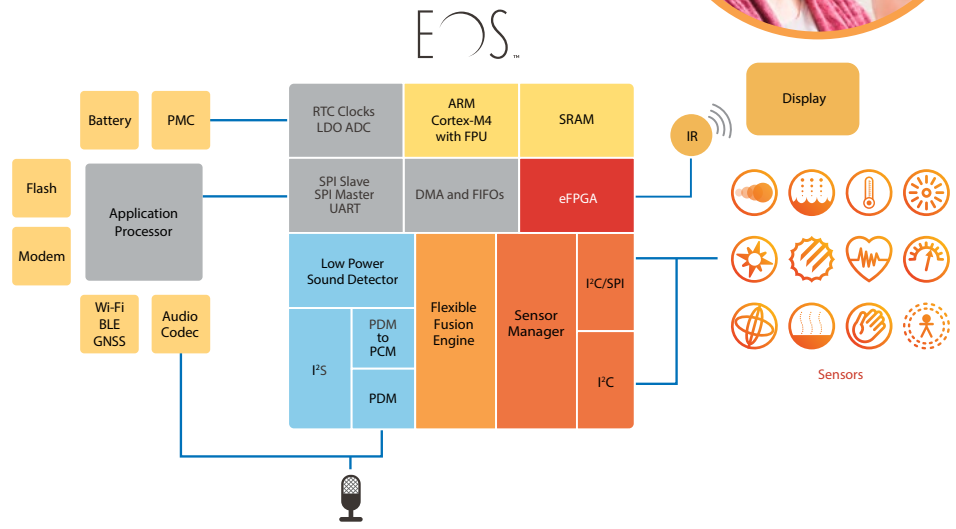 EOS™
Battery
PMC
RTC Clocks
LDO ADC
ARM
Cortex-M4
with FPU
SRAM
IR
Display
Flash
Modem
Application
Processor
SPI Slave
SPI Master
UART
DMA and FIFOs
eFPGA
Wi-Fi
BLE
GNSS
Audio
Codec
Low Power
Sound Detector
I²S
PDM
to
PCM
PDM
Flexible
Fusion
Engine
Sensor
Manager
I²C/SPI
I²C
Sensors